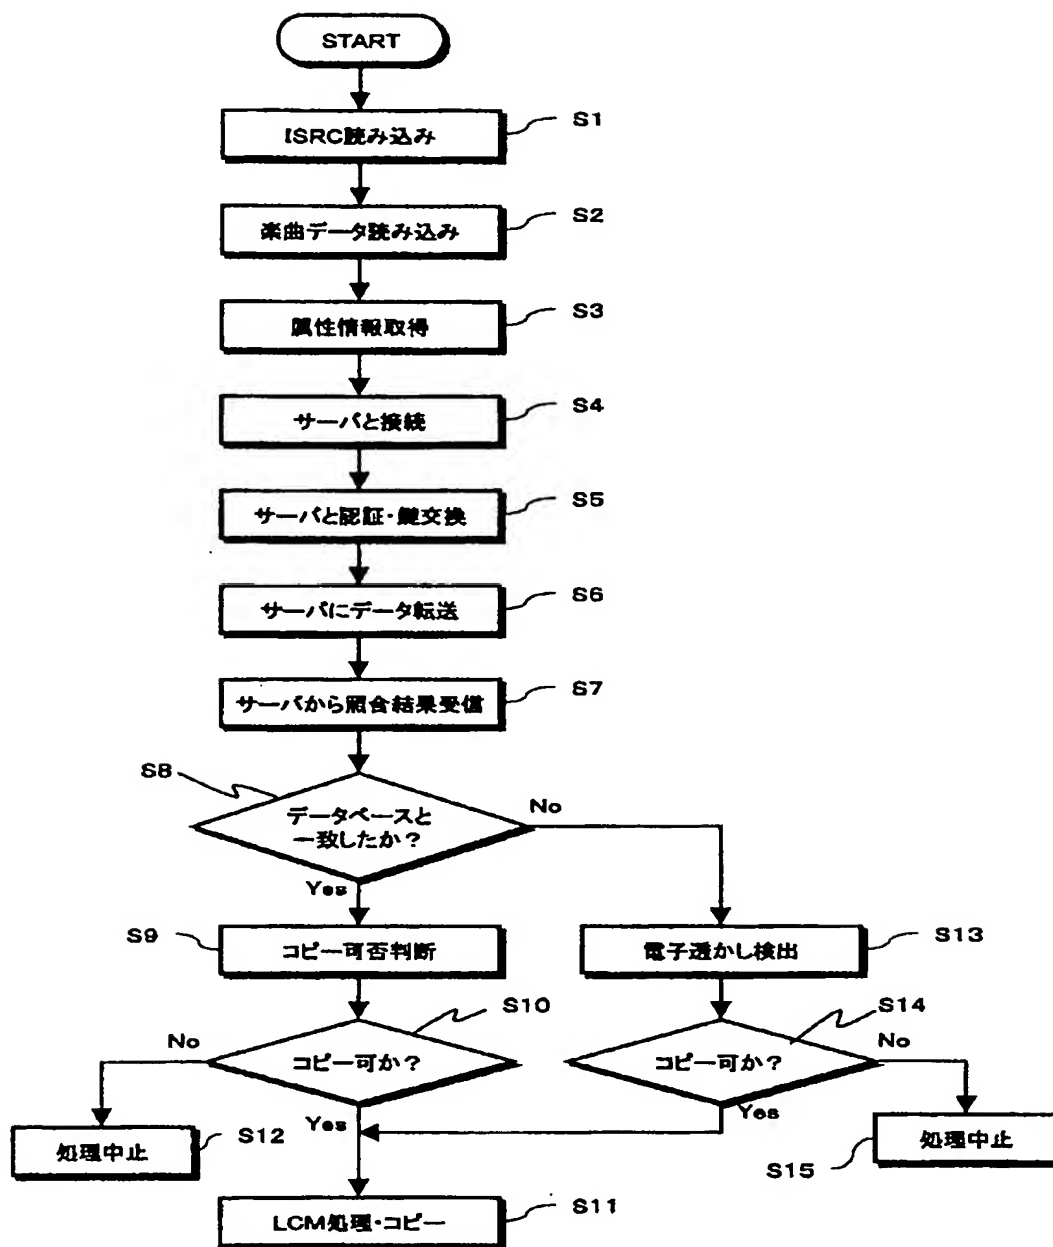 START
ISRC読み込み
S1
楽曲データ読み込み
S2
属性情報取得
S3
サーバと接続
S4
サーバと認証・鍵交換
S5
サーバにデータ転送
S6
サーバから照合結果受信
S7
S8
データベースと
一致したか？
No
Yes
S9
コピー可否判断
電子透かし検出
S13
S10
S14
No
コピー可か？
コピー可か？
No
Yes
Yes
処理中止
S12
処理中止
S15
LCM処理・コピー
S11